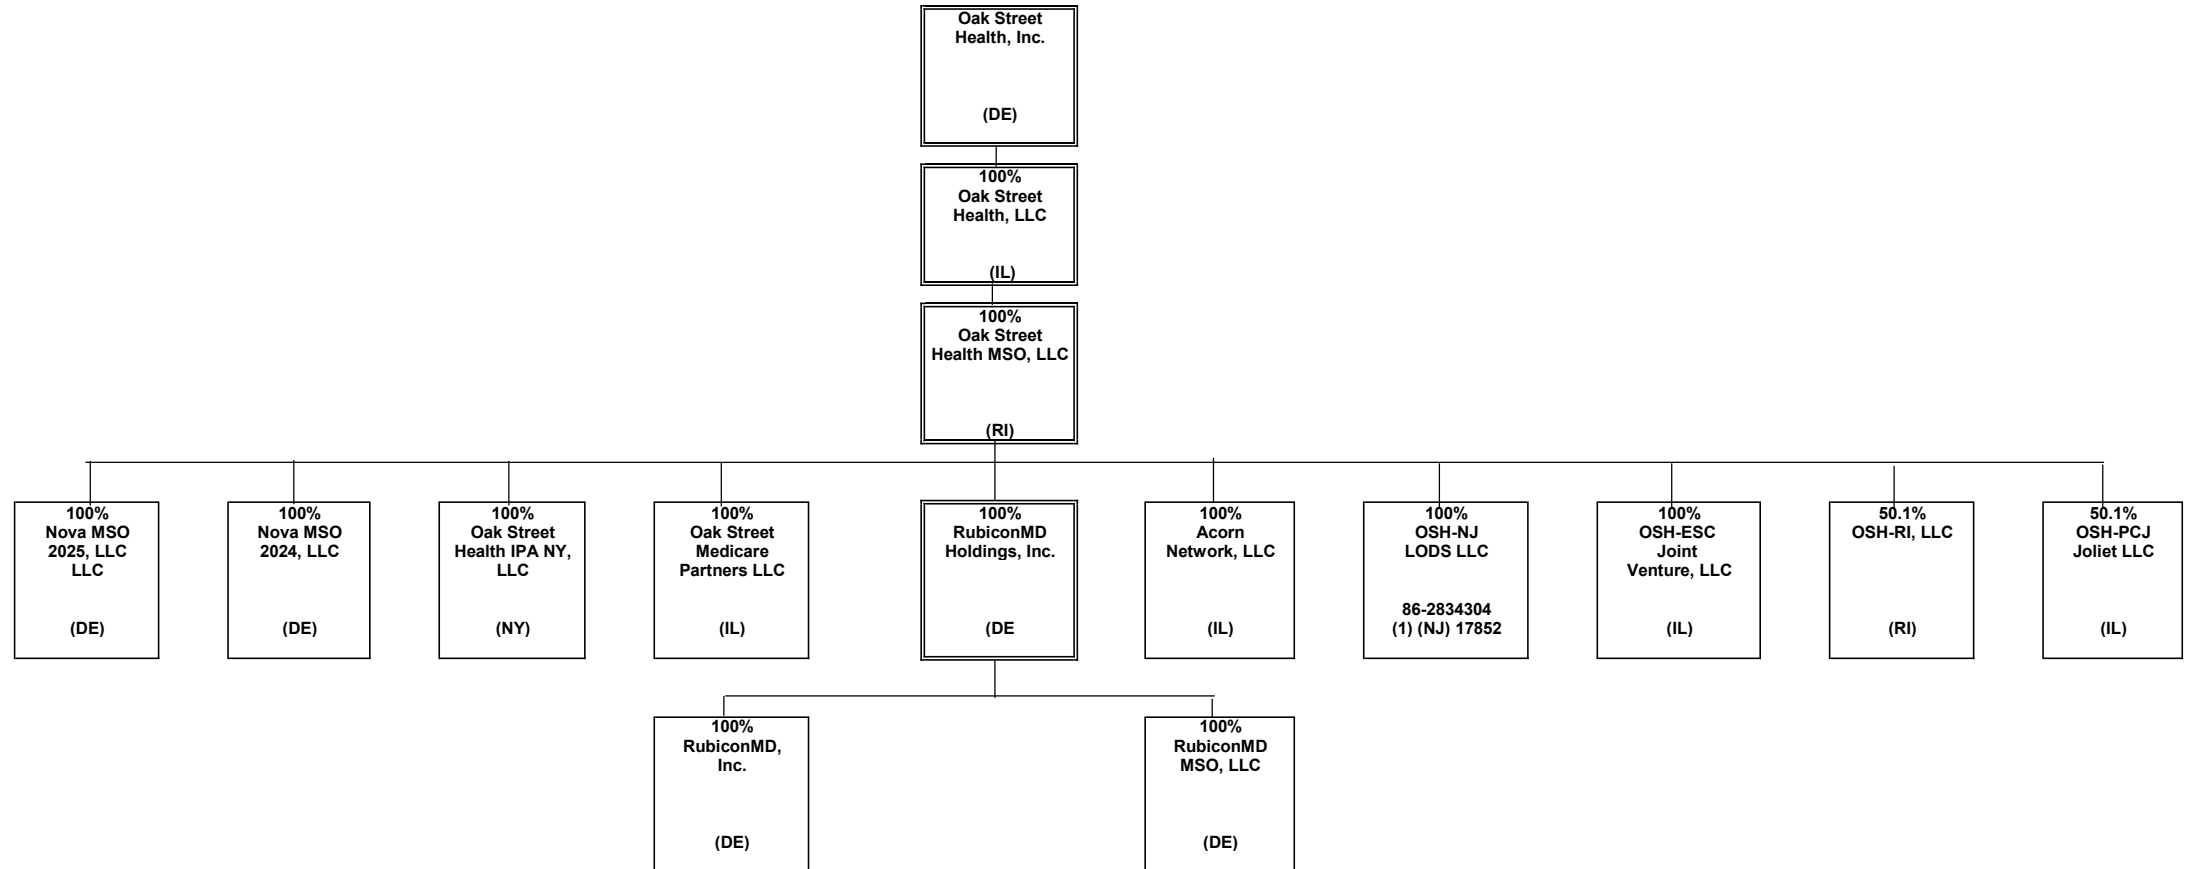 Oak Street
Health, Inc.
(DE)
100%
Oak Street
Health, LLC
(IL)
100%
Oak Street
Health MSO, LLC
(RI)
100%
Nova MSO
2025, LLC
LLC
(DE)
100%
Nova MSO
2024, LLC
(DE)
100%
Oak Street
Health IPA NY,
LLC
(NY)
100%
Oak Street
Medicare
Partners LLC
(IL)
100%
RubiconMD
Holdings, Inc.
(DE
100%
Acorn
Network, LLC
(IL)
100%
OSH-NJ
LODS LLC
86-2834304
(1) (NJ) 17852
100%
OSH-ESC
Joint
Venture, LLC
(IL)
50.1%
OSH-RI, LLC
(RI)
50.1%
OSH-PCJ
Joliet LLC
(IL)
100%
RubiconMD,
Inc.
(DE)
100%
RubiconMD
MSO, LLC
(DE)